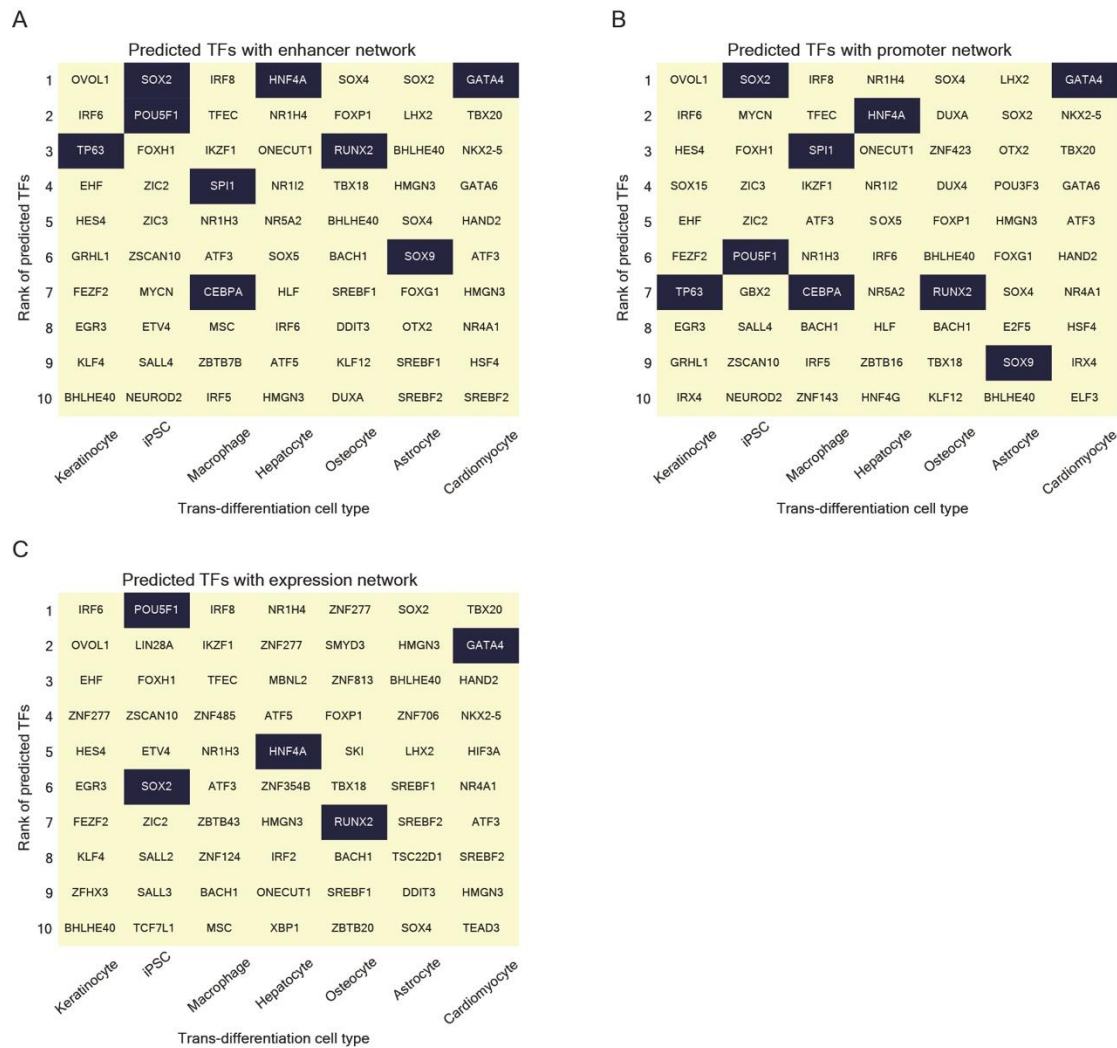 A
Predicted TFs with enhancer network
Rank of predicted TFs
1 OVOL1 SOX2 IRF8 HNF4A SOX4 SOX2 GATA4
2 IRF6 POU5F1 TFEC NR1H4 FOXP1 LHX2 TBX20
3 TP63 FOXH1 IKZF1 ONECUT1 RUNX2 BHLHE40 NKX2-5
4 EHF ZIC2 SPI1 NR1I2 TBX18 HMGN3 GATA6
5 HES4 ZIC3 NR1H3 NR5A2 BHLHE40 SOX4 HAND2
6 GRHL1 ZSCAN10 ATF3 SOX5 BACH1 SOX9 ATF3
7 FEZF2 MYCN CEBPA HLF SREBF1 FOXG1 HMGN3
8 EGR3 ETV4 MSC IRF6 DDIT3 OTX2 NR4A1
9 KLF4 SALL4 ZBTB7B ATF5 KLF12 SREBF1 HSF4
10 BHLHE40 NEUROD2 IRF5 HMGN3 DUXA SREBF2 SREBF2
Keratinocyte iPSC Macrophage Hepatocyte Osteocyte Astrocyte Cardiomyocyte
Trans-differentiation cell type
B
Predicted TFs with promoter network
Rank of predicted TFs
1 OVOL1 SOX2 IRF8 NR1H4 SOX4 LHX2 GATA4
2 IRF6 MYCN TFEC HNF4A DUXA SOX2 NKX2-5
3 HES4 FOXH1 SPI1 ONECUT1 ZNF423 OTX2 TBX20
4 SOX15 ZIC3 IKZF1 NR1I2 DUX4 POU3F3 GATA6
5 EHF ZIC2 ATF3 SOX5 FOXP1 HMGN3 ATF3
6 FEZF2 POU5F1 NR1H3 IRF6 BHLHE40 FOXG1 HAND2
7 TP63 GBX2 CEBPA NR5A2 RUNX2 SOX4 NR4A1
8 EGR3 SALL4 BACH1 HLF BACH1 E2F5 HSF4
9 GRHL1 ZSCAN10 IRF5 ZBTB16 TBX18 SOX9 IRX4
10 IRX4 NEUROD2 ZNF143 HNF4G KLF12 BHLHE40 ELF3
Keratinocyte iPSC Macrophage Hepatocyte Osteocyte Astrocyte Cardiomyocyte
Trans-differentiation cell type
C
Predicted TFs with expression network
Rank of predicted TFs
1 IRF6 POU5F1 IRF8 NR1H4 ZNF277 SOX2 TBX20
2 OVOL1 LIN28A IKZF1 ZNF277 SMYD3 HMGN3 GATA4
3 EHF FOXH1 TFEC MBNL2 ZNF813 BHLHE40 HAND2
4 ZNF277 ZSCAN10 ZNF485 ATF5 FOXP1 ZNF706 NKX2-5
5 HES4 ETV4 NR1H3 HNF4A SKI LHX2 HIF3A
6 EGR3 SOX2 ATF3 ZNF354B TBX18 SREBF1 NR4A1
7 FEZF2 ZIC2 ZBTB43 HMGN3 RUNX2 SREBF2 ATF3
8 KLF4 SALL2 ZNF124 IRF2 BACH1 TSC22D1 SREBF2
9 ZFHX3 SALL3 BACH1 ONECUT1 SREBF1 DDIT3 HMGN3
10 BHLHE40 TCF7L1 MSC XBP1 ZBTB20 SOX4 TEAD3
Keratinocyte iPSC Macrophage Hepatocyte Osteocyte Astrocyte Cardiomyocyte
Trans-differentiation cell type